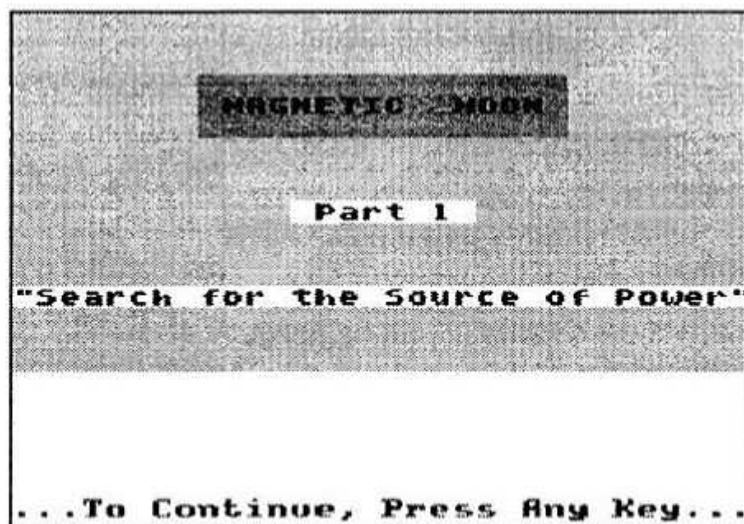 MAGNETIC MOON
Part 1
"Search for the Source of Power"
...To Continue, Press Any Key...